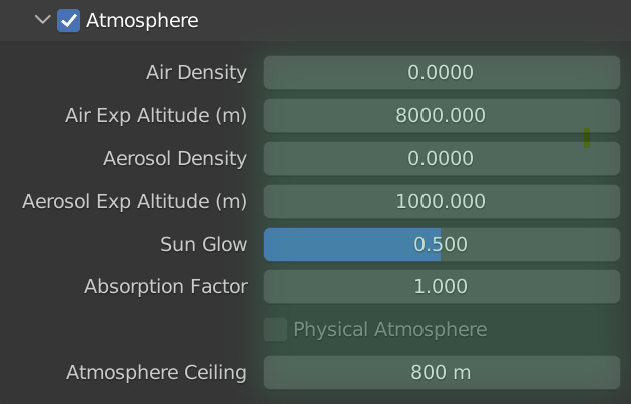 Atmosphere
Air Density 0.0000
Air Exp Altitude (m) 8000.000
Aerosol Density 0.0000
Aerosol Exp Altitude (m) 1000.000
Sun Glow 0.500
Absorption Factor 1.000
Physical Atmosphere
Atmosphere Ceiling 800 m